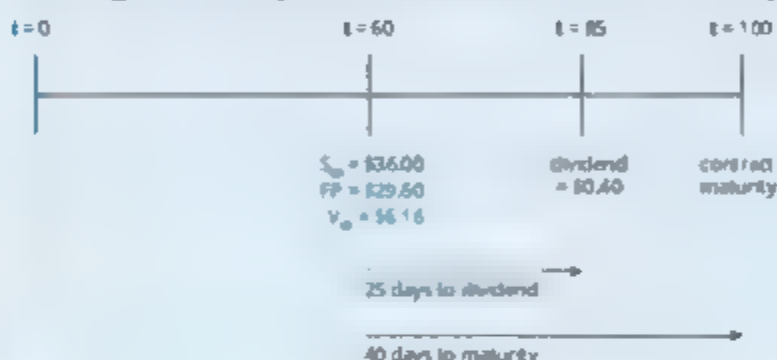 t = 0 t = 60 t = 85 t = 100
S₆₀ = $36.00 dividend contract
FP = $29.60 = $0.40 maturity
V₆₀ = $6.16
25 days to dividend
40 days to maturity